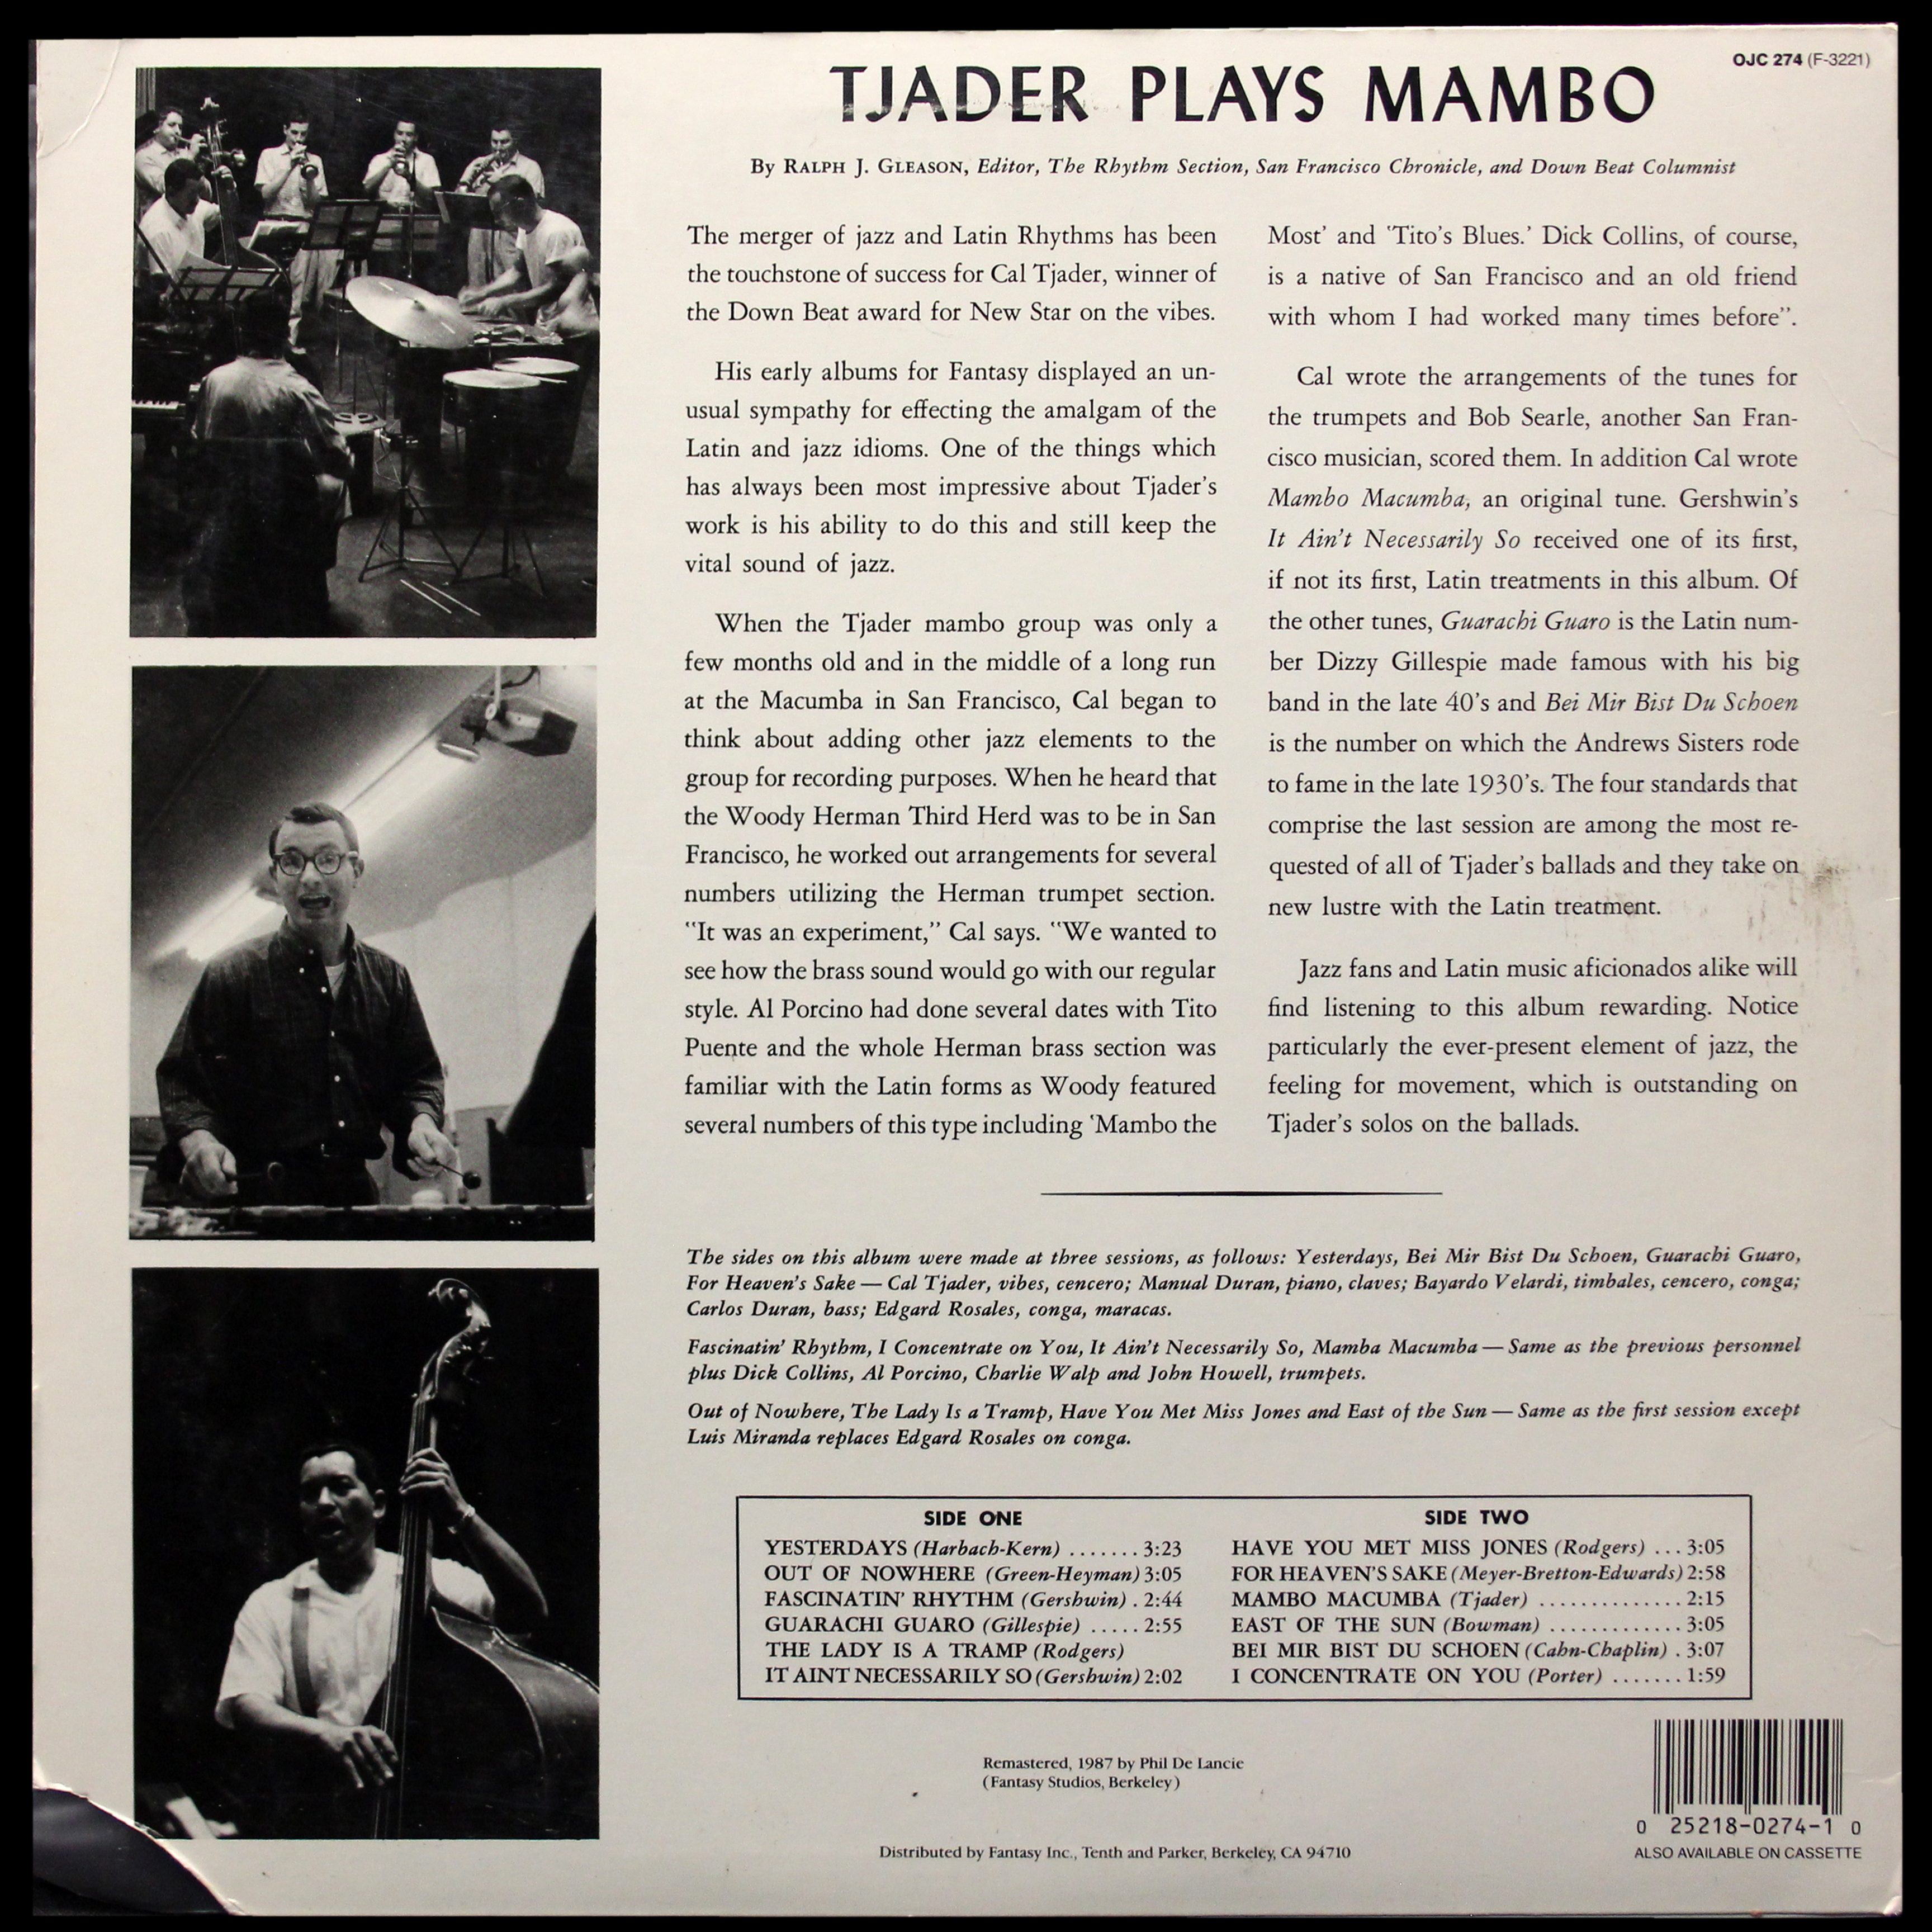 OJC 274 (F-3221)
TJADER PLAYS MAMBO
By RALPH J. GLEASON, Editor, The Rhythm Section, San Francisco Chronicle, and Down Beat Columnist
The merger of jazz and Latin Rhythms has been
the touchstone of success for Cal Tjader, winner of
the Down Beat award for New Star on the vibes.
His early albums for Fantasy displayed an un-
usual sympathy for effecting the amalgam of the
Latin and jazz idioms. One of the things which
has always been most impressive about Tjader's
work is his ability to do this and still keep the
vital sound of jazz.
When the Tjader mambo group was only a
few months old and in the middle of a long run
at the Macumba in San Francisco, Cal began to
think about adding other jazz elements to the
group for recording purposes. When he heard that
the Woody Herman Third Herd was to be in San
Francisco, he worked out arrangements for several
numbers utilizing the Herman trumpet section.
"It was an experiment," Cal says. "We wanted to
see how the brass sound would go with our regular
style. Al Porcino had done several dates with Tito
Puente and the whole Herman brass section was
familiar with the Latin forms as Woody featured
several numbers of this type including 'Mambo the
Most' and 'Tito's Blues.' Dick Collins, of course,
is a native of San Francisco and an old friend
with whom I had worked many times before".
Cal wrote the arrangements of the tunes for
the trumpets and Bob Searle, another San Fran-
cisco musician, scored them. In addition Cal wrote
Mambo Macumba, an original tune. Gershwin's
It Ain't Necessarily So received one of its first,
if not its first, Latin treatments in this album. Of
the other tunes, Guarachi Guaro is the Latin num-
ber Dizzy Gillespie made famous with his big
band in the late 40's and Bei Mir Bist Du Schoen
is the number on which the Andrews Sisters rode
to fame in the late 1930's. The four standards that
comprise the last session are among the most re-
quested of all of Tjader's ballads and they take on
new lustre with the Latin treatment.
Jazz fans and Latin music aficionados alike will
find listening to this album rewarding. Notice
particularly the ever-present element of jazz, the
feeling for movement, which is outstanding on
Tjader's solos on the ballads.
The sides on this album were made at three sessions, as follows: Yesterdays, Bei Mir Bist Du Schoen, Guarachi Guaro,
For Heaven's Sake — Cal Tjader, vibes, cencero; Manual Duran, piano, claves; Bayardo Velardi, timbales, cencero, conga;
Carlos Duran, bass; Edgard Rosales, conga, maracas.
Fascinatin' Rhythm, I Concentrate on You, It Ain't Necessarily So, Mamba Macumba — Same as the previous personnel
plus Dick Collins, Al Porcino, Charlie Walp and John Howell, trumpets.
Out of Nowhere, The Lady Is a Tramp, Have You Met Miss Jones and East of the Sun — Same as the first session except
Luis Miranda replaces Edgard Rosales on conga.
SIDE ONE
YESTERDAYS (Harbach-Kern) ....... 3:23
OUT OF NOWHERE (Green-Heyman) 3:05
FASCINATIN' RHYTHM (Gershwin) . 2:44
GUARACHI GUARO (Gillespie) ..... 2:55
THE LADY IS A TRAMP (Rodgers)
IT AINT NECESSARILY SO (Gershwin) 2:02
SIDE TWO
HAVE YOU MET MISS JONES (Rodgers) ... 3:05
FOR HEAVEN'S SAKE (Meyer-Bretton-Edwards) 2:58
MAMBO MACUMBA (Tjader) .............. 2:15
EAST OF THE SUN (Bowman) ............. 3:05
BEI MIR BIST DU SCHOEN (Cahn-Chaplin) . 3:07
I CONCENTRATE ON YOU (Porter) ....... 1:59
Remastered, 1987 by Phil De Lancie
(Fantasy Studios, Berkeley)
Distributed by Fantasy Inc., Tenth and Parker, Berkeley, CA 94710
0 25218-0274-1 0
ALSO AVAILABLE ON CASSETTE